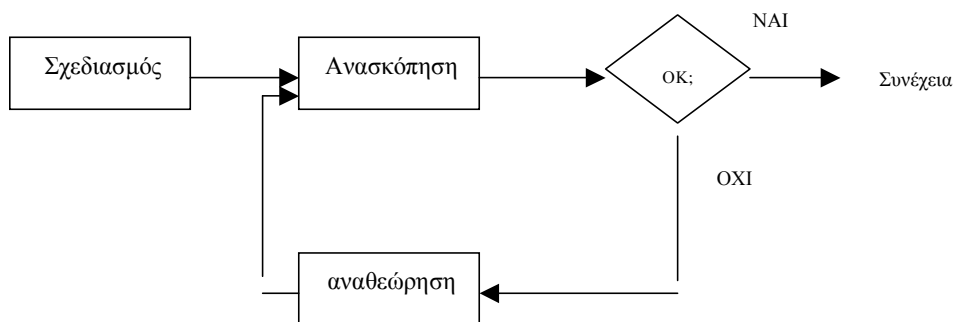 ΝΑΙ
Σχεδιασμός
Ανασκόπηση
ΟΚ;
Συνέχεια
ΟΧΙ
αναθεώρηση